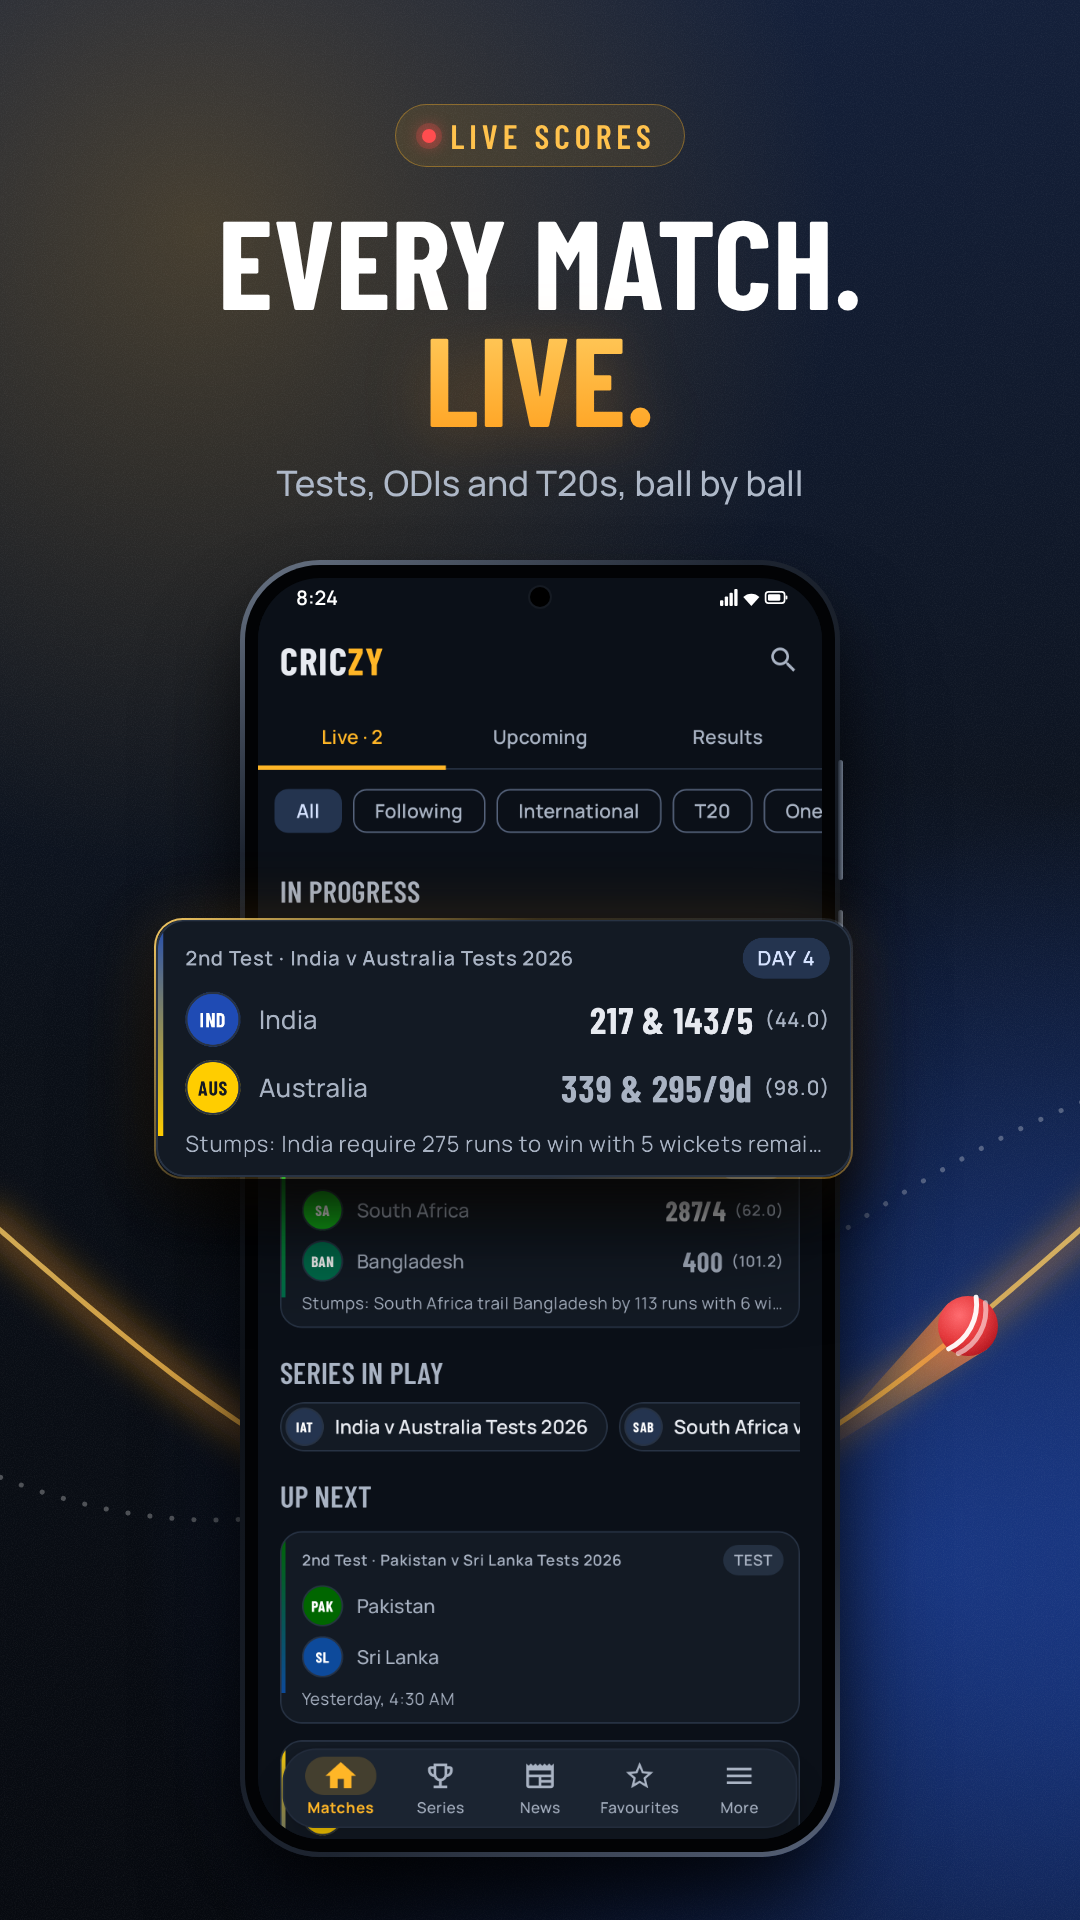 LIVE SCORES
EVERY MATCH.
LIVE.
Tests, ODIs and T20s, ball by ball
8:24
CRICZY
Live · 2 Upcoming Results
All Following International T20 One
IN PROGRESS
2nd Test · India v Australia Tests 2026 DAY 4
IND India 217 & 143/5 (44.0)
AUS Australia 339 & 295/9d (98.0)
Stumps: India require 275 runs to win with 5 wickets remai...
SA South Africa 287/4 (62.0)
BAN Bangladesh 400 (101.2)
Stumps: South Africa trail Bangladesh by 113 runs with 6 wi...
SERIES IN PLAY
IAT India v Australia Tests 2026 SAB South Africa v
UP NEXT
2nd Test · Pakistan v Sri Lanka Tests 2026 TEST
PAK Pakistan
SL Sri Lanka
Yesterday, 4:30 AM
Matches Series News Favourites More